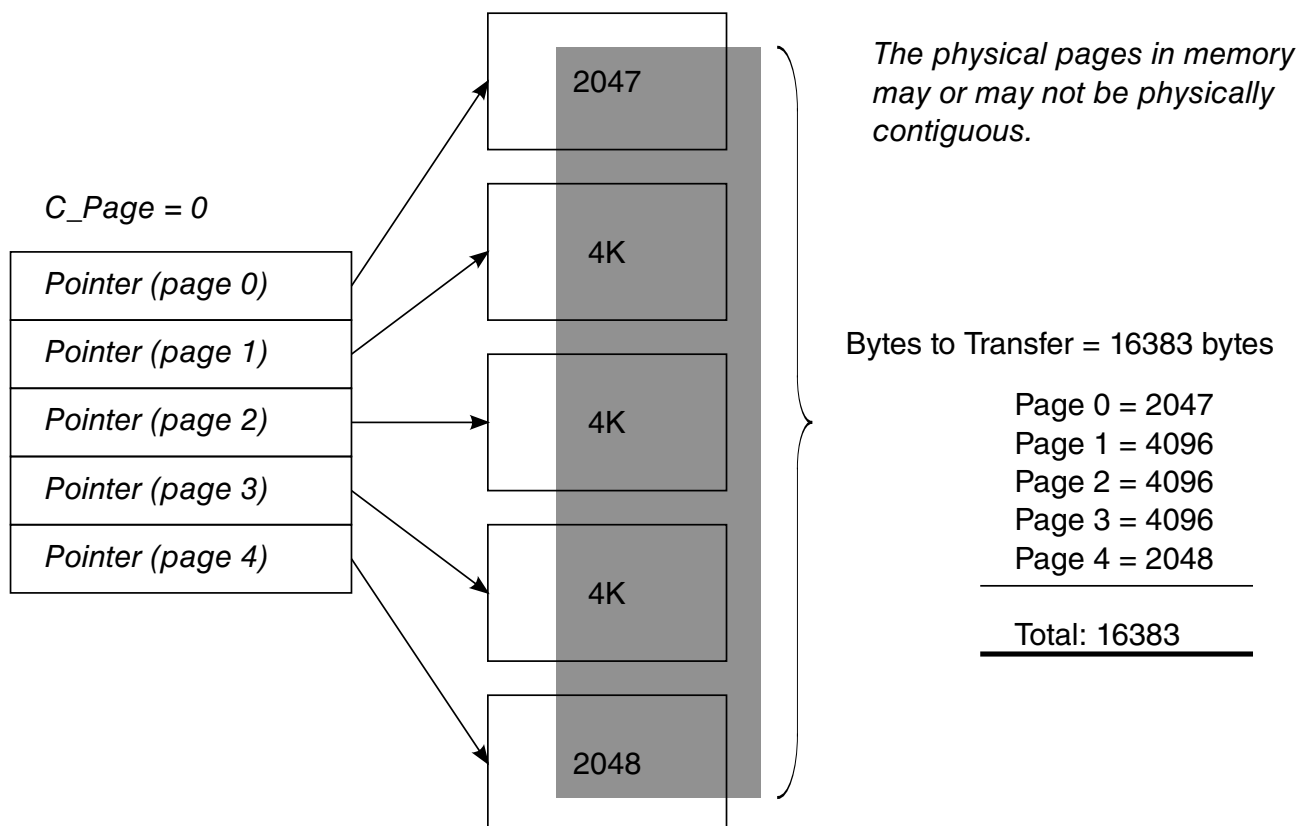 C_Page = 0
Pointer (page 0)
Pointer (page 1)
Pointer (page 2)
Pointer (page 3)
Pointer (page 4)
2047
4K
4K
4K
2048
The physical pages in memory
may or may not be physically
contiguous.
Bytes to Transfer = 16383 bytes
Page 0 = 2047
Page 1 = 4096
Page 2 = 4096
Page 3 = 4096
Page 4 = 2048
Total: 16383